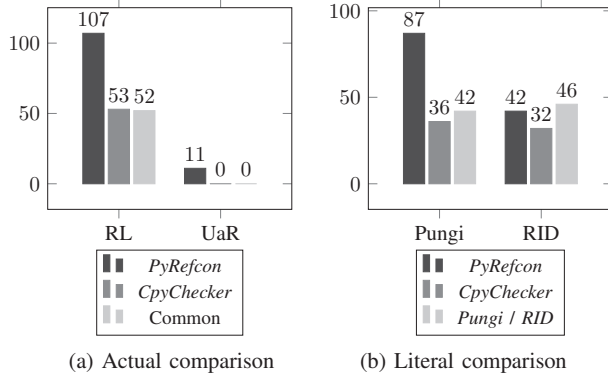 107
53
52
11
0
0
100
50
0
RL
UaR
PyRefcon
CpyChecker
Common
(a) Actual comparison
87
36
42
42
32
46
100
50
0
Pungi
RID
PyRefcon
CpyChecker
Pungi / RID
(b) Literal comparison